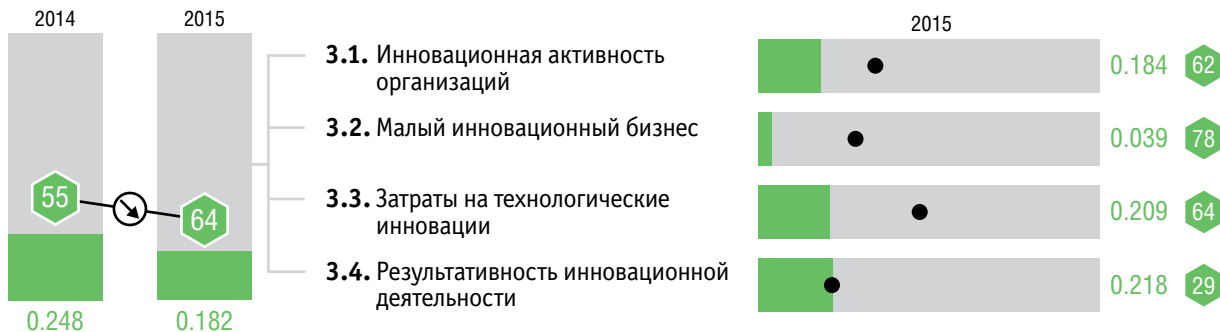 2014
2015
55
64
0.248
0.182
3.1. Инновационная активность
организаций
3.2. Малый инновационный бизнес
3.3. Затраты на технологические
инновации
3.4. Результативность инновационной
деятельности
2015
0.184 62
0.039 78
0.209 64
0.218 29